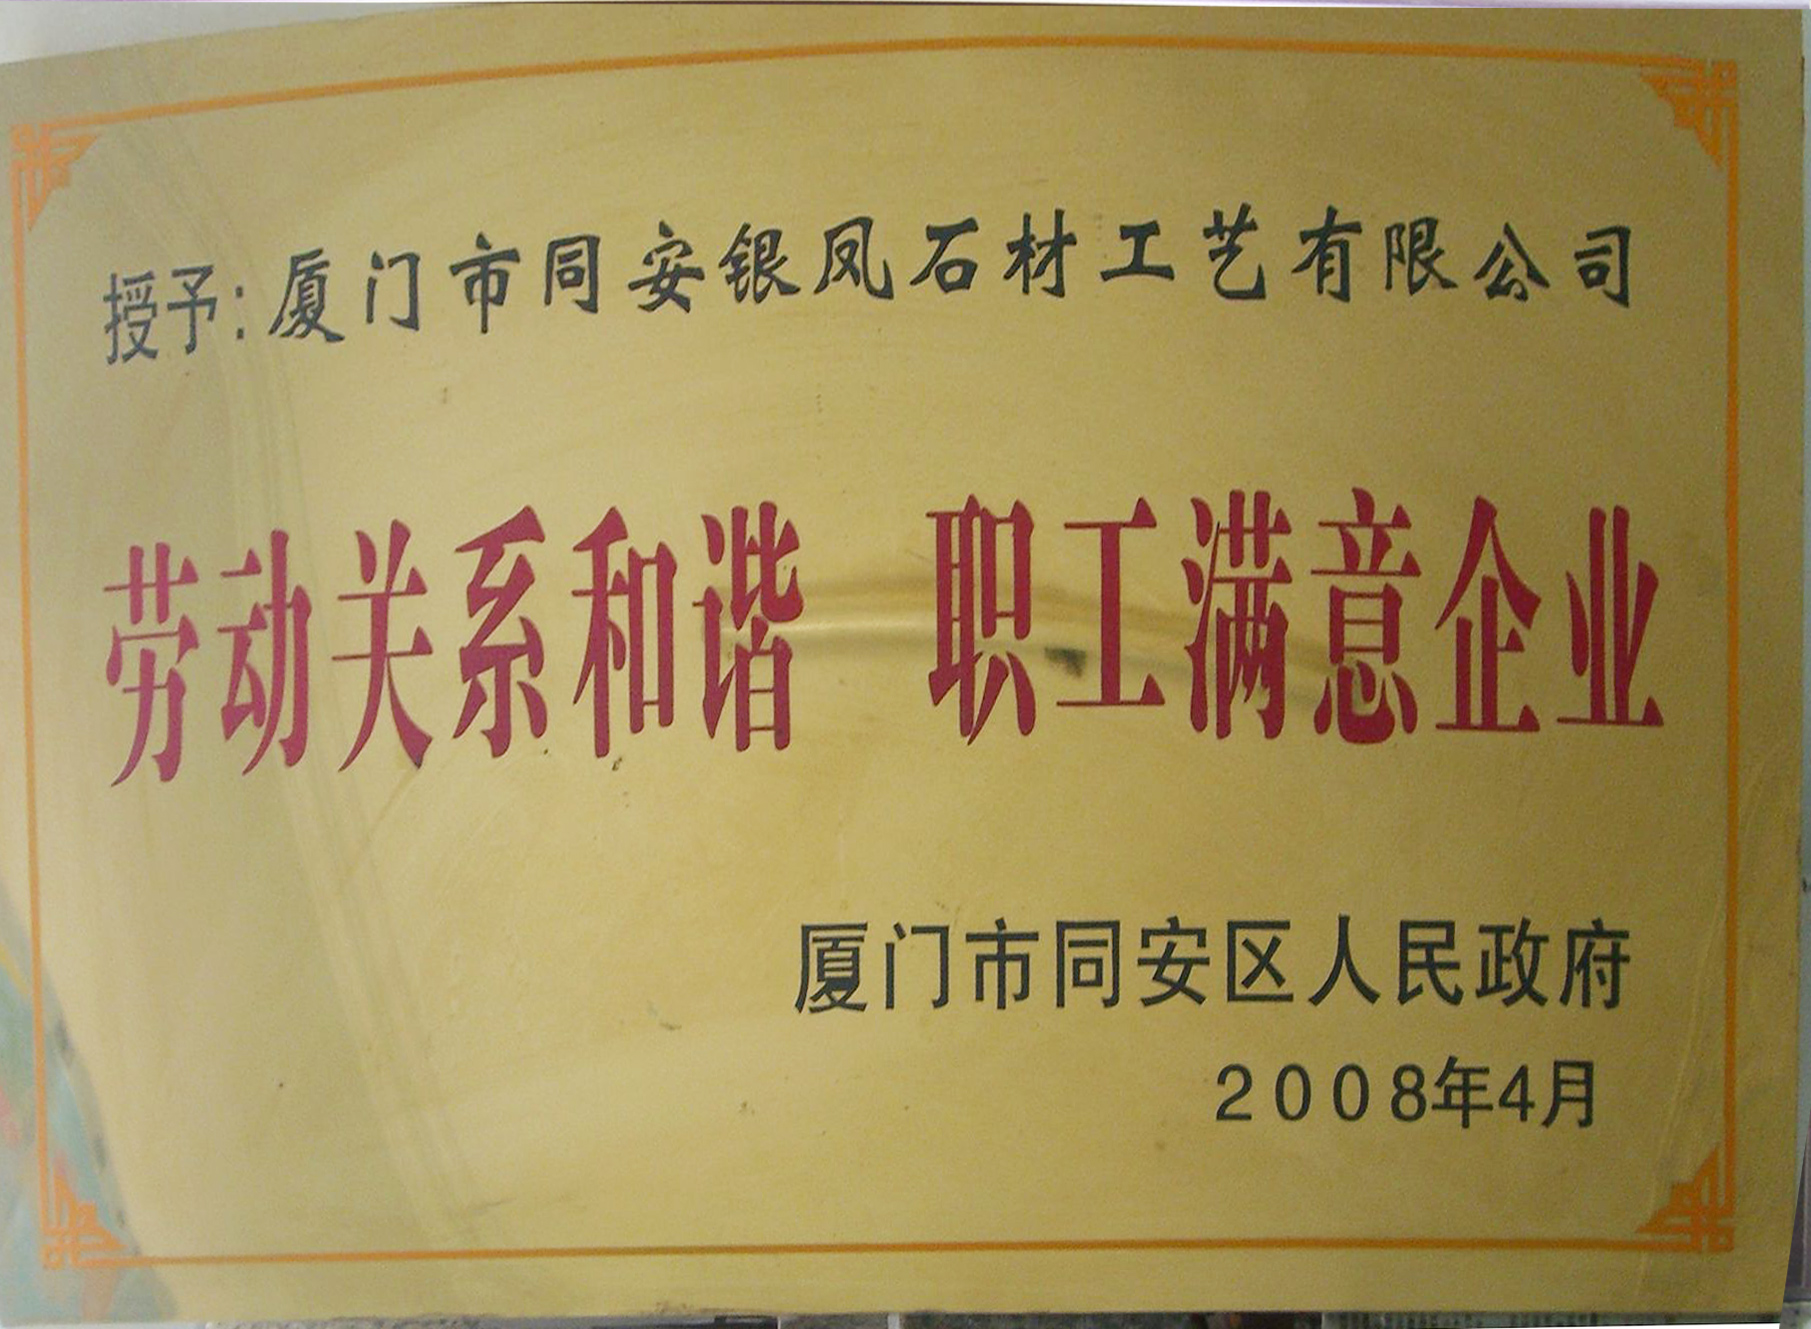 授予:厦门市同安银凤石材工艺有限公司
劳动关系和谐 职工满意企业
厦门市同安区人民政府
2008年4月